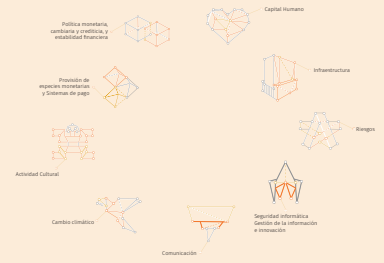 Capital Humano
Política monetaria,
cambiaria y crediticia, y
estabilidad financiera
Infraestructura
Provisión de
especies monetarias
y Sistemas de pago
Riesgos
Actividad Cultural
Seguridad informática
Gestión de la información
e innovación
Cambio climático
Comunicación